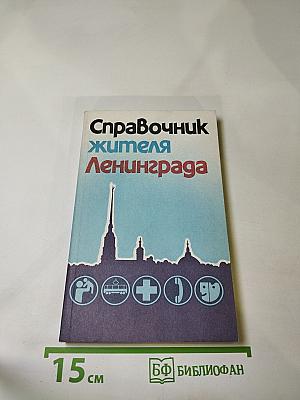 Справочник
жителя
Ленинграда
15 см
БФ БИБЛИОФАН